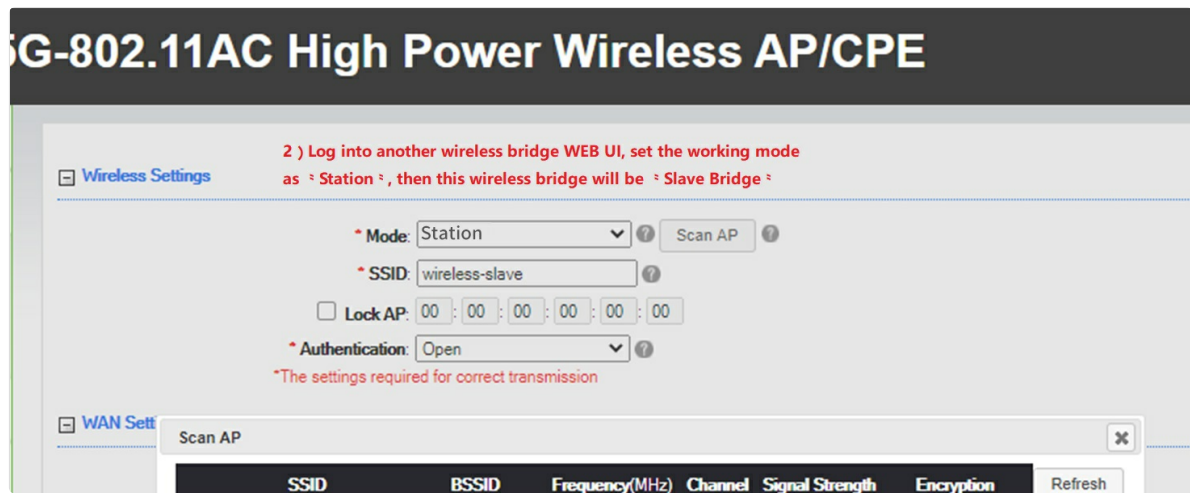 5G-802.11AC High Power Wireless AP/CPE
2 ) Log into another wireless bridge WEB UI, set the working mode
as " Station ", then this wireless bridge will be " Slave Bridge "
Wireless Settings
* Mode: Station Scan AP
* SSID: wireless-slave
Lock AP: 00 : 00 : 00 : 00 : 00 : 00
* Authentication: Open
*The settings required for correct transmission
WAN Sett
Scan AP
SSID BSSID Frequency(MHz) Channel Signal Strength Encryption Refresh